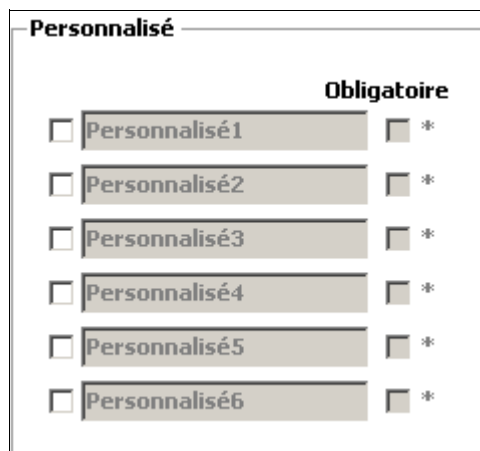 Personnalisé
Obligatoire
Personnalisé1 *
Personnalisé2 *
Personnalisé3 *
Personnalisé4 *
Personnalisé5 *
Personnalisé6 *